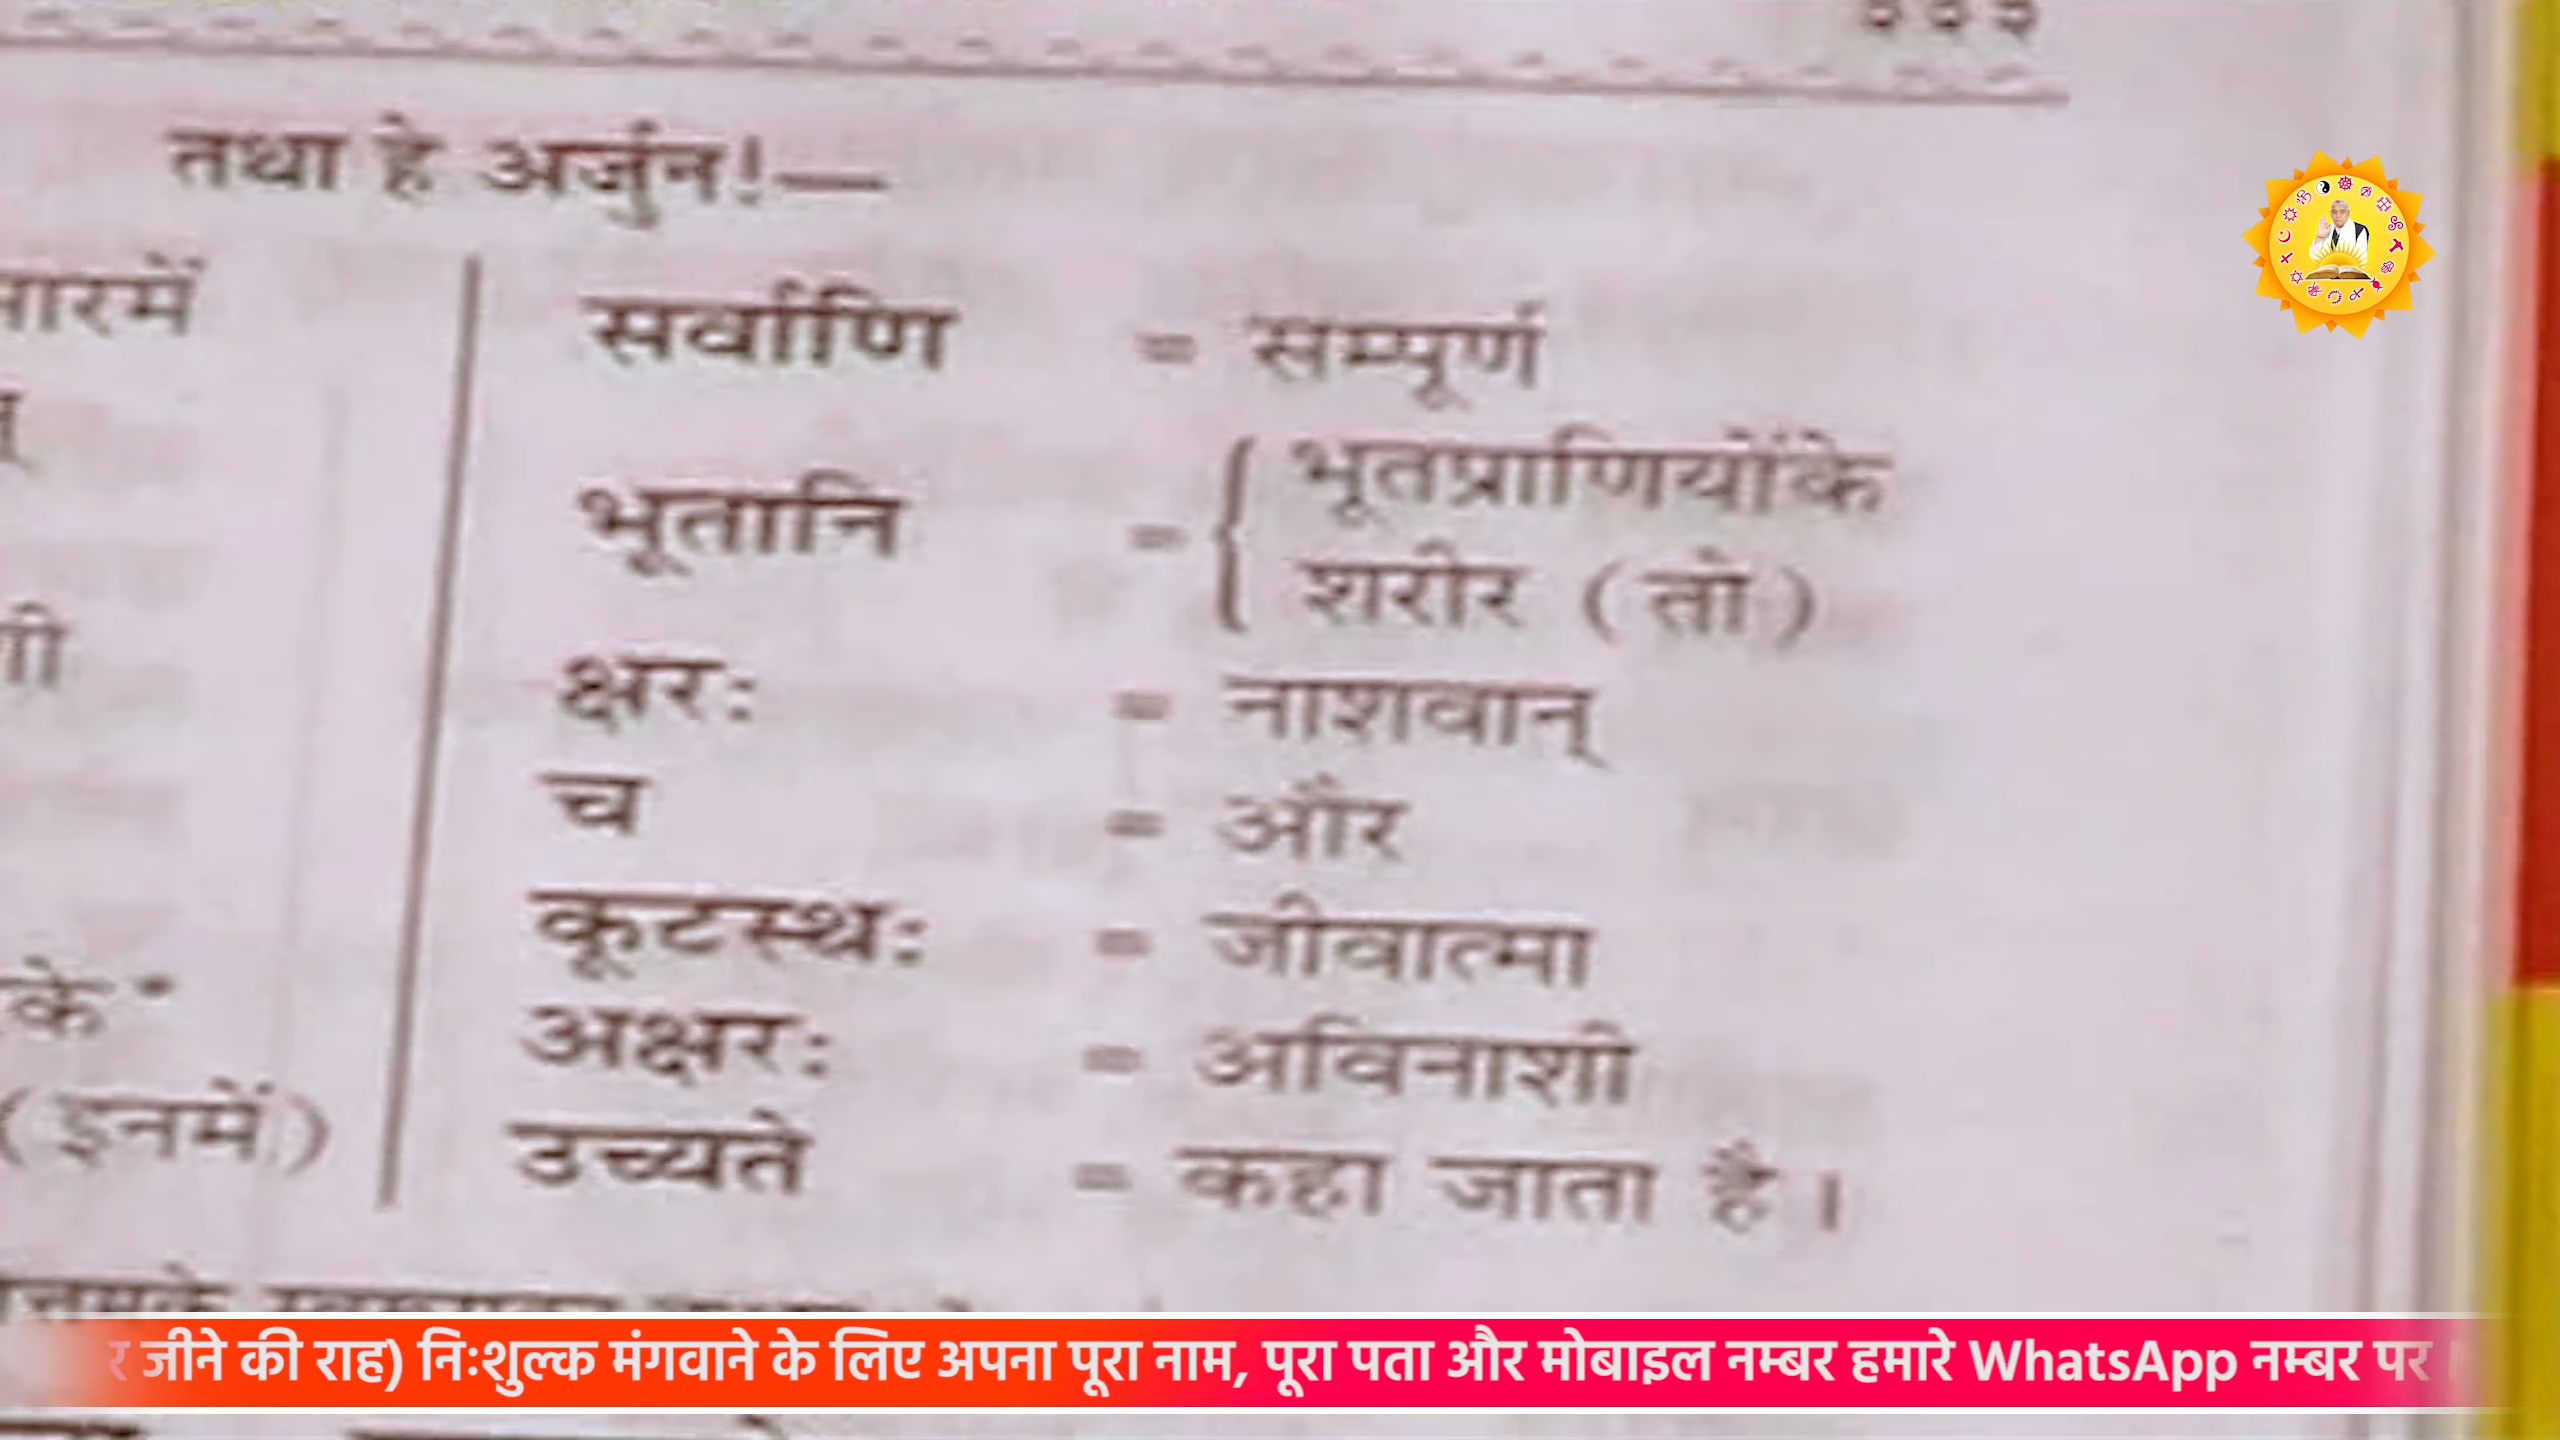 तथा हे अर्जुन!—
सर्वाणि = सम्पूर्ण
भूतानि = { भूतप्राणियोंके
शरीर ( तो )
क्षरः = नाशवान्
च = और
कूटस्थः = जीवात्मा
अक्षरः = अविनाशी
(इनमें)
उच्यते = कहा जाता है ।
जीने की राह) निःशुल्क मंगवाने के लिए अपना पूरा नाम, पूरा पता और मोबाइल नम्बर हमारे WhatsApp नम्बर पर